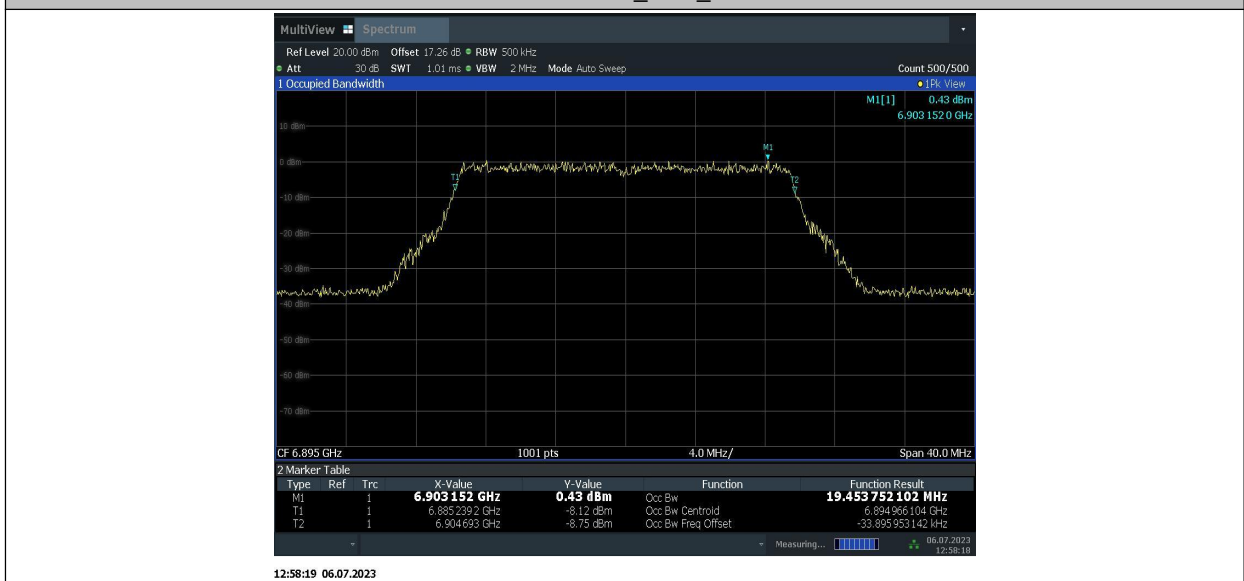 MultiView Spectrum
Ref Level 20.00 dBm Offset 17.26 dB RBW 500 kHz
Att 30 dB SWT 1.01 ms VBW 2 MHz Mode Auto Sweep Count 500/500
1 Occupied Bandwidth 1Pk View
M1[1] 0.43 dBm
6.903 152 0 GHz
10 dBm
M1
0 dBm
T1
T2
-10 dBm
-20 dBm
-30 dBm
-40 dBm
-50 dBm
-60 dBm
-70 dBm
CF 6.895 GHz 1001 pts 4.0 MHz/ Span 40.0 MHz
2 Marker Table
Type Ref Trc X-Value Y-Value Function Function Result
M1 1 6.903 152 GHz 0.43 dBm Occ Bw 19.453 752 102 MHz
T1 1 6.885 239 2 GHz -8.12 dBm Occ Bw Centroid 6.894 966 104 GHz
T2 1 6.904 693 GHz -8.75 dBm Occ Bw Freq Offset -33.895 953 142 kHz
Measuring... 06.07.2023
12:58:18
12:58:19 06.07.2023